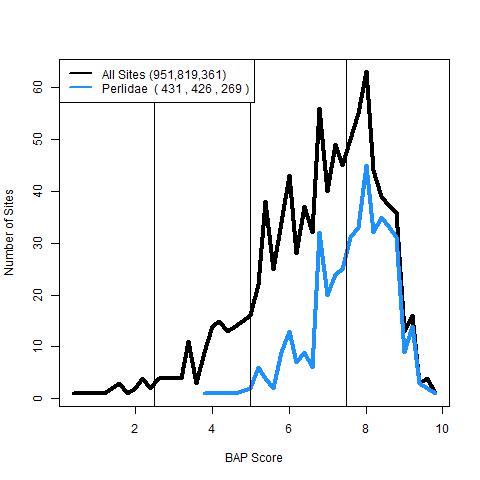 All Sites (951,819,361)
Perlidae ( 431 , 426 , 269 )
Number of Sites
60
50
40
30
20
10
0
2 4 6 8 10
BAP Score